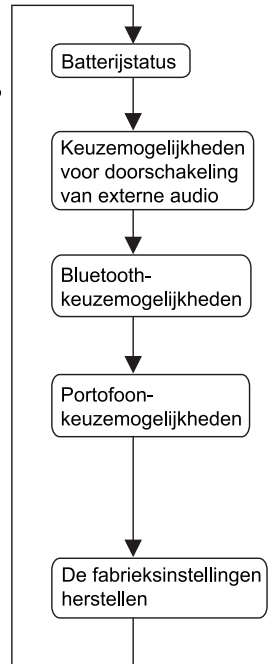 Batterijstatus
Keuzemogelijkheden
voor doorschakeling
van externe audio
Bluetooth-
keuzemogelijkheden
Portofoon-
keuzemogelijkheden
De fabrieksinstellingen
herstellen